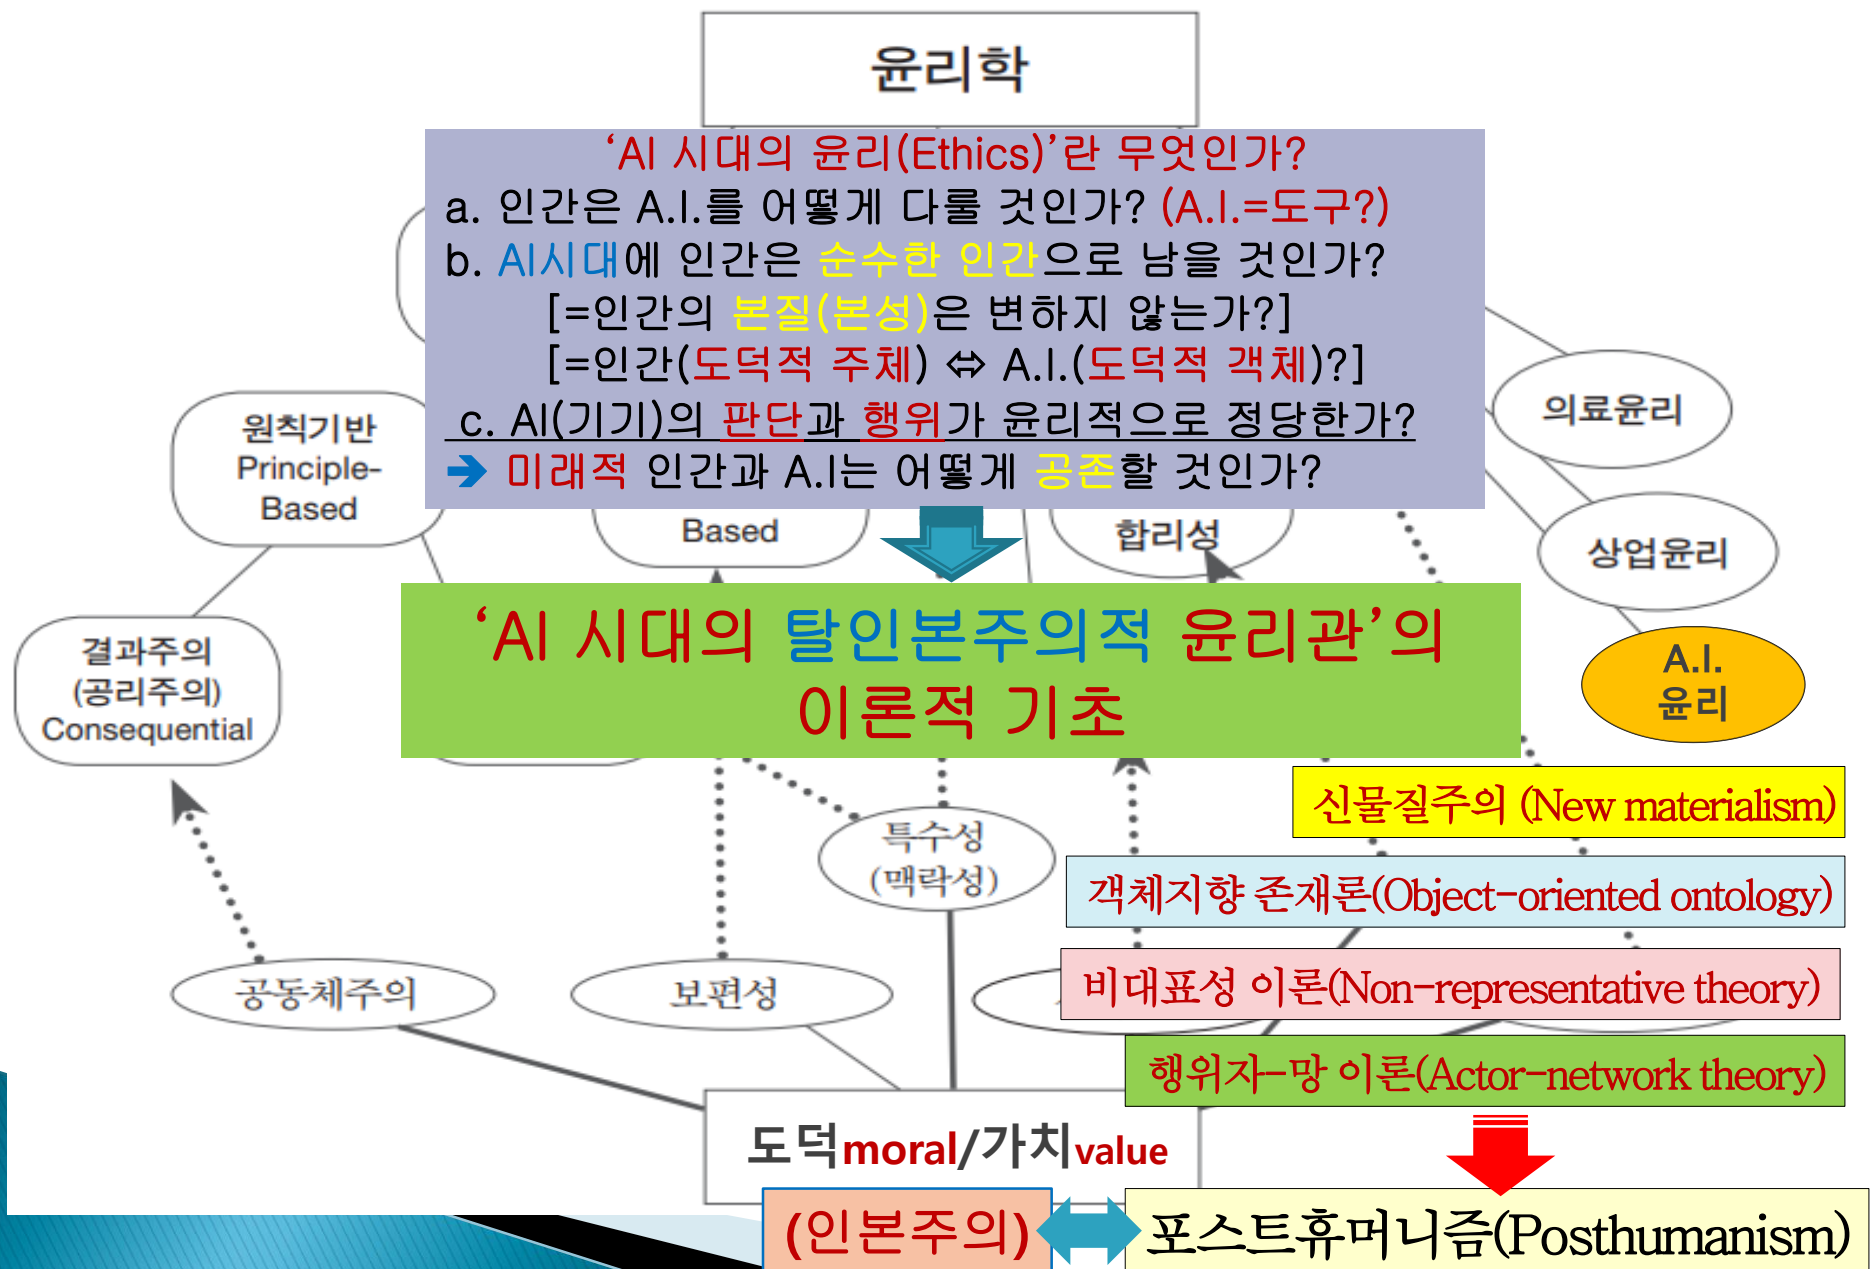 윤리학
‘AI 시대의 윤리(Ethics)’란 무엇인가?
a. 인간은 A.I.를 어떻게 다룰 것인가? (A.I.=도구?)
b. AI시대에 인간은 순수한 인간으로 남을 것인가?
[=인간의 본질(본성)은 변하지 않는가?]
[=인간(도덕적 주체) ⇔ A.I.(도덕적 객체)?]
c. AI(기기)의 판단과 행위가 윤리적으로 정당한가?
➔ 미래적 인간과 A.I는 어떻게 공존할 것인가?
원칙기반
Principle-
Based
Based
합리성
의료윤리
상업윤리
A.I.
윤리
결과주의
(공리주의)
Consequential
‘AI 시대의 탈인본주의적 윤리관’의
이론적 기초
특수성
(맥락성)
신물질주의 (New materialism)
객체지향 존재론(Object-oriented ontology)
비대표성 이론(Non-representative theory)
행위자-망 이론(Actor-network theory)
공동체주의
보편성
도덕moral/가치value
(인본주의)
포스트휴머니즘(Posthumanism)